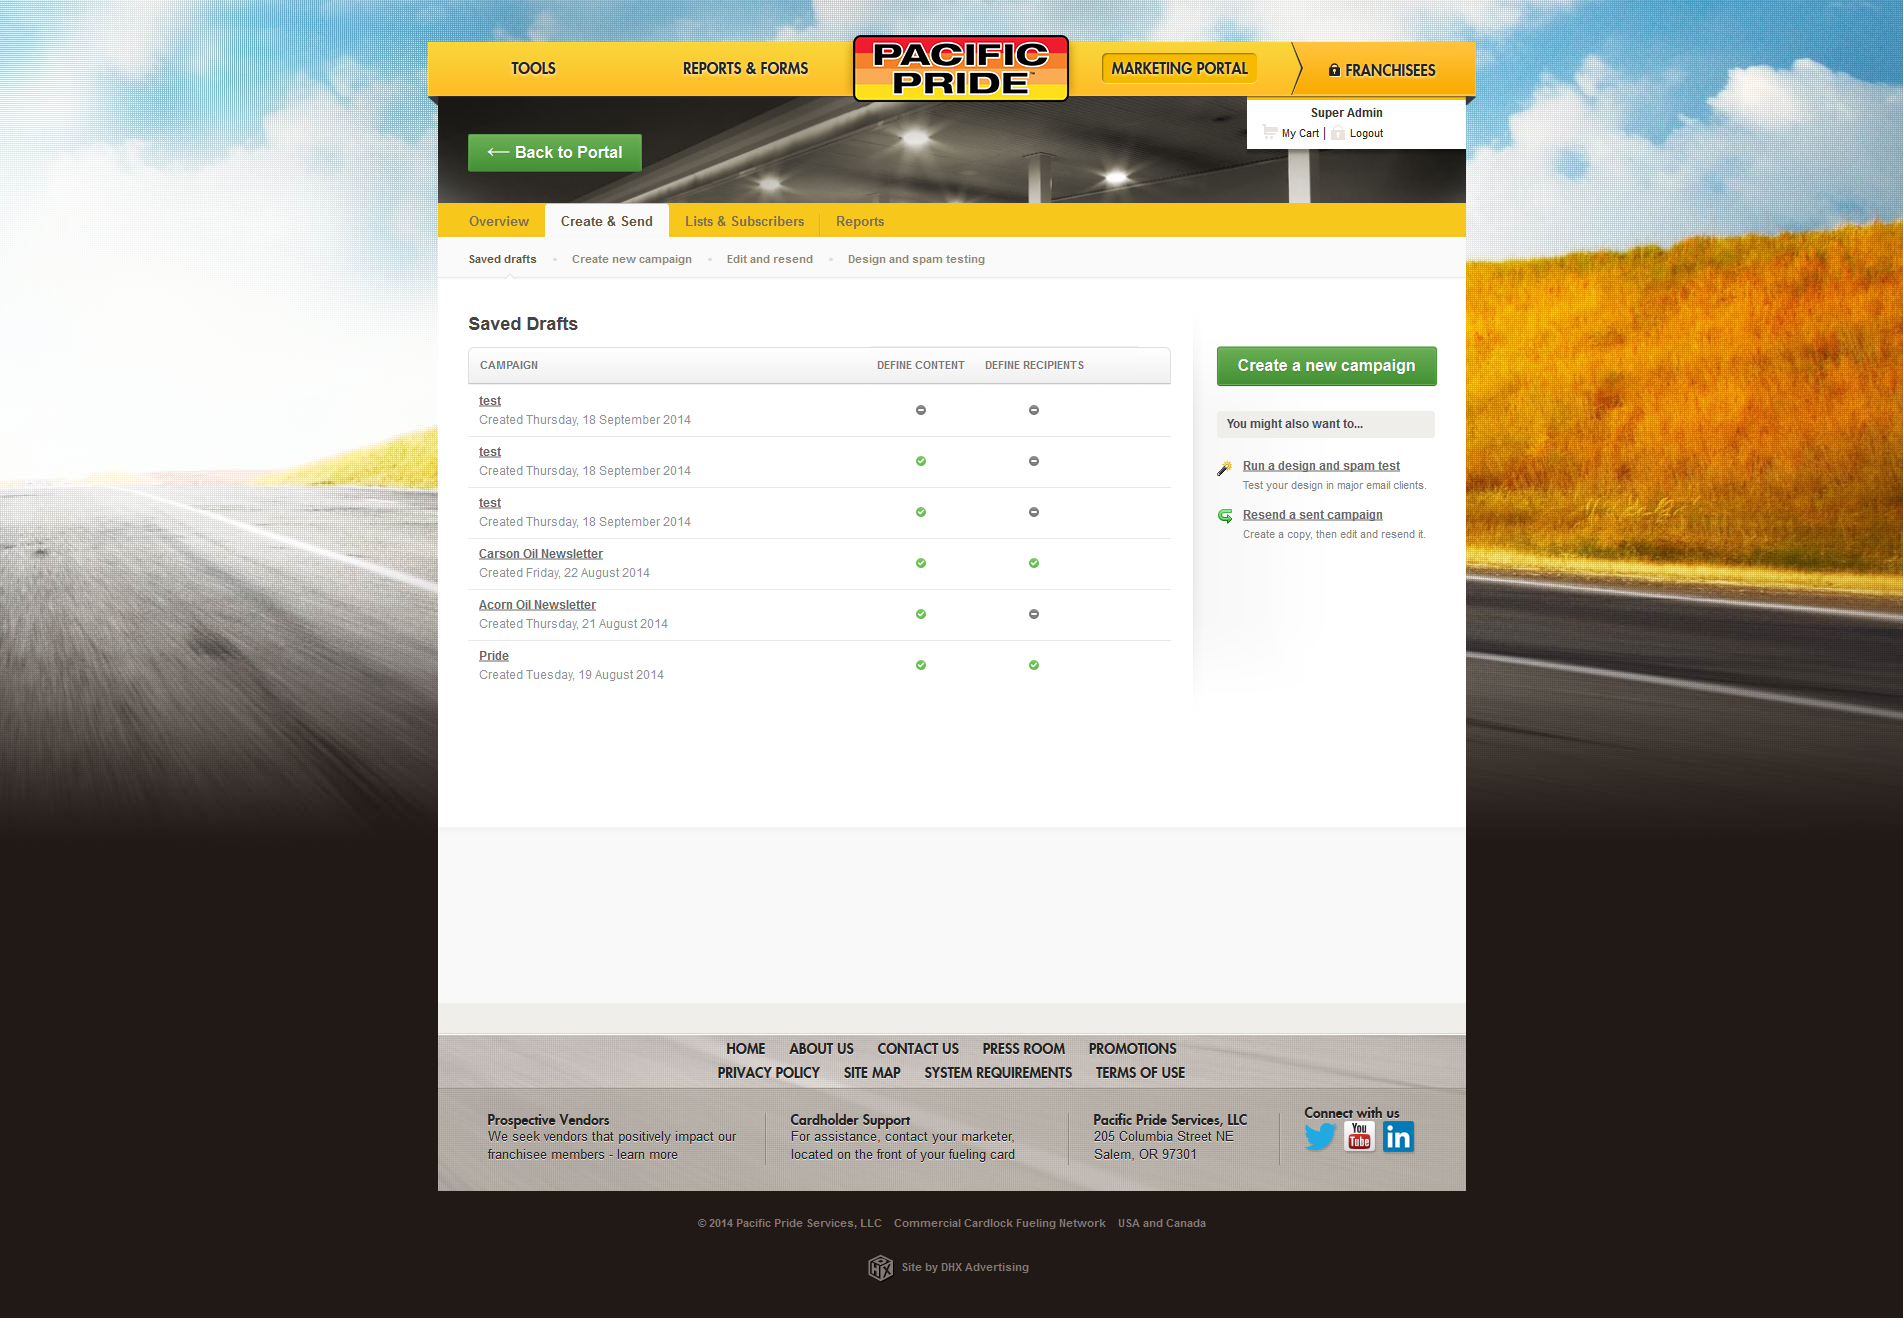 TOOLS
REPORTS & FORMS
PACIFIC
PRIDE™
MARKETING PORTAL
FRANCHISEES
Super Admin
My Cart | Logout
Back to Portal
Overview
Create & Send
Lists & Subscribers
Reports
Saved drafts
Create new campaign
Edit and resend
Design and spam testing
Saved Drafts
CAMPAIGN
DEFINE CONTENT
DEFINE RECIPIENTS
test
Created Thursday, 18 September 2014
test
Created Thursday, 18 September 2014
test
Created Thursday, 18 September 2014
Carson Oil Newsletter
Created Friday, 22 August 2014
Acorn Oil Newsletter
Created Thursday, 21 August 2014
Pride
Created Tuesday, 19 August 2014
Create a new campaign
You might also want to...
Run a design and spam test
Test your design in major email clients.
Resend a sent campaign
Create a copy, then edit and resend it.
HOME ABOUT US CONTACT US PRESS ROOM PROMOTIONS
PRIVACY POLICY SITE MAP SYSTEM REQUIREMENTS TERMS OF USE
Prospective Vendors
We seek vendors that positively impact our
franchisee members - learn more
Cardholder Support
For assistance, contact your marketer,
located on the front of your fueling card
Pacific Pride Services, LLC
205 Columbia Street NE
Salem, OR 97301
Connect with us
You
Tube
in
© 2014 Pacific Pride Services, LLC Commercial Cardlock Fueling Network USA and Canada
DHX
Site by DHX Advertising